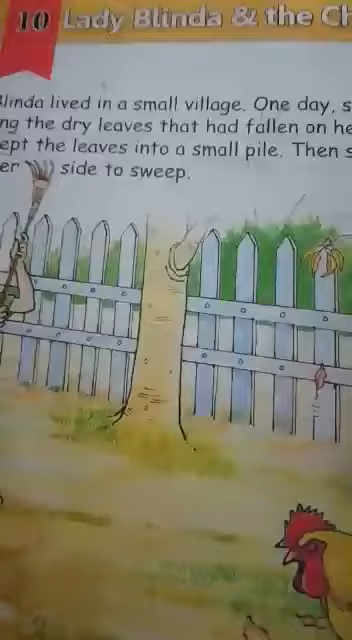 10 Lady Blinda & the Ch
Blinda lived in a small village. One day, s
ng the dry leaves that had fallen on he
ept the leaves into a small pile. Then s
er side to sweep.